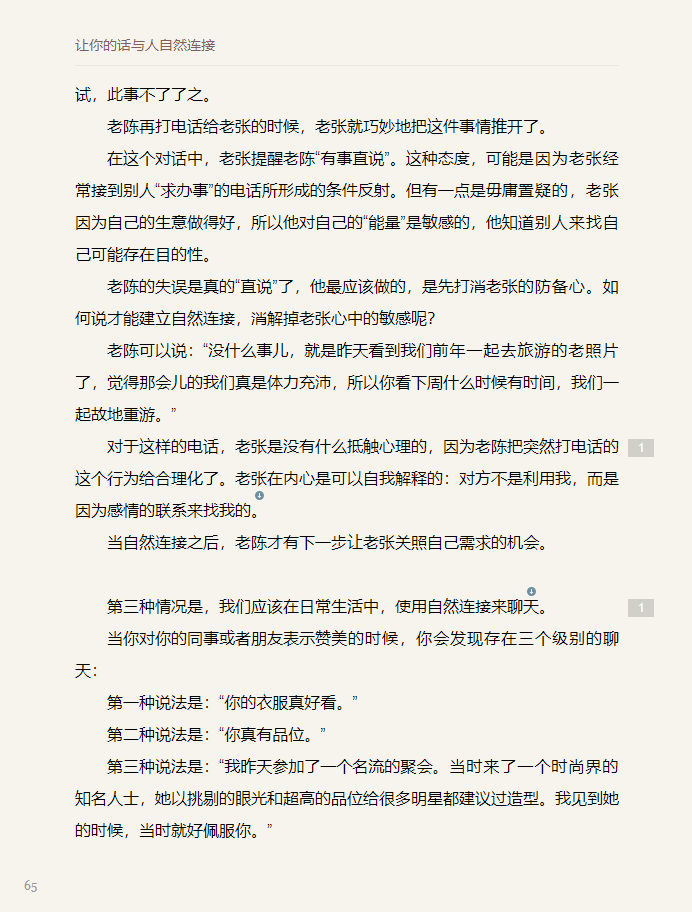 让你的话与人自然连接
试，此事不了了之。
老陈再打电话给老张的时候，老张就巧妙地把这件事情推开了。
在这个对话中，老张提醒老陈“有事直说”。这种态度，可能是因为老张经
常接到别人“求办事”的电话所形成的条件反射。但有一点是毋庸置疑的，老张
因为自己的生意做得好，所以他对自己的“能量”是敏感的，他知道别人来找自
己可能存在目的性。
老陈的失误是真的“直说”了，他最应该做的，是先打消老张的防备心。如
何说才能建立自然连接，消解掉老张心中的敏感呢？
老陈可以说：“没什么事儿，就是昨天看到我们前年一起去旅游的老照片
了，觉得那会儿的我们真是体力充沛，所以你看下周什么时候有时间，我们一
起故地重游。”
对于这样的电话，老张是没有什么抵触心理的，因为老陈把突然打电话的
1
这个行为给合理化了。老张在内心是可以自我解释的：对方不是利用我，而是
因为感情的联系来找我的。
当自然连接之后，老陈才有下一步让老张关照自己需求的机会。
第三种情况是，我们应该在日常生活中，使用自然连接来聊天。
1
当你对你的同事或者朋友表示赞美的时候，你会发现存在三个级别的聊
天：
第一种说法是：“你的衣服真好看。”
第二种说法是：“你真有品位。”
第三种说法是：“我昨天参加了一个名流的聚会。当时来了一个时尚界的
知名人士，她以挑剔的眼光和超高的品位给很多明星都建议过造型。我见到她
的时候，当时就好佩服你。”
65